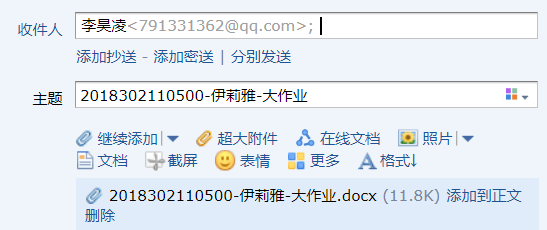 收件人 李昊凌<791331362@qq.com>;
添加抄送 - 添加密送 | 分别发送
主题 2018302110500-伊莉雅-大作业
继续添加 | 超大附件 在线文档 照片 |
文档 截屏 表情 更多 格式↓
2018302110500-伊莉雅-大作业.docx (11.8K) 添加到正文
删除